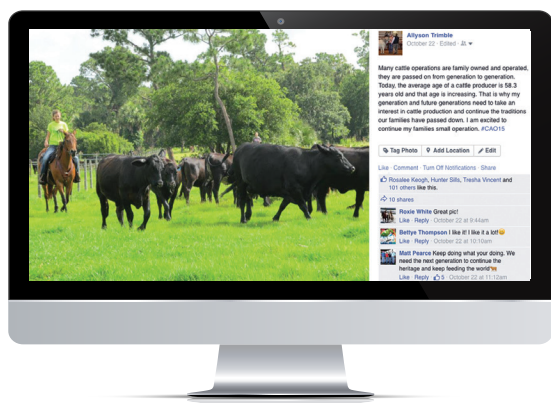 Allyson Trimble
October 22 · Edited ·
Many cattle operations are family owned and operated,
they are passed on from generation to generation.
Today, the average age of a cattle producer is 58.3
years old and that age is increasing. That is why my
generation and future generations need to take an
interest in cattle production and continue the traditions
our families have passed down. I am excited to
continue my families small operation. #CAO15
Tag Photo Add Location Edit
Like · Comment · Turn Off Notifications · Share
Rosalee Keogh, Hunter Sills, Tresha Vincent and
101 others like this.
10 shares
Roxie White Great pic!
Like · Reply · October 22 at 9:44am
Bettye Thompson I like it! I like it a lot!😄
Like · Reply · October 22 at 10:10am
Matt Pearce Keep doing what your doing. We
need the next generation to continue the
heritage and keep feeding the world
Like · Reply · 5 · October 22 at 11:12am